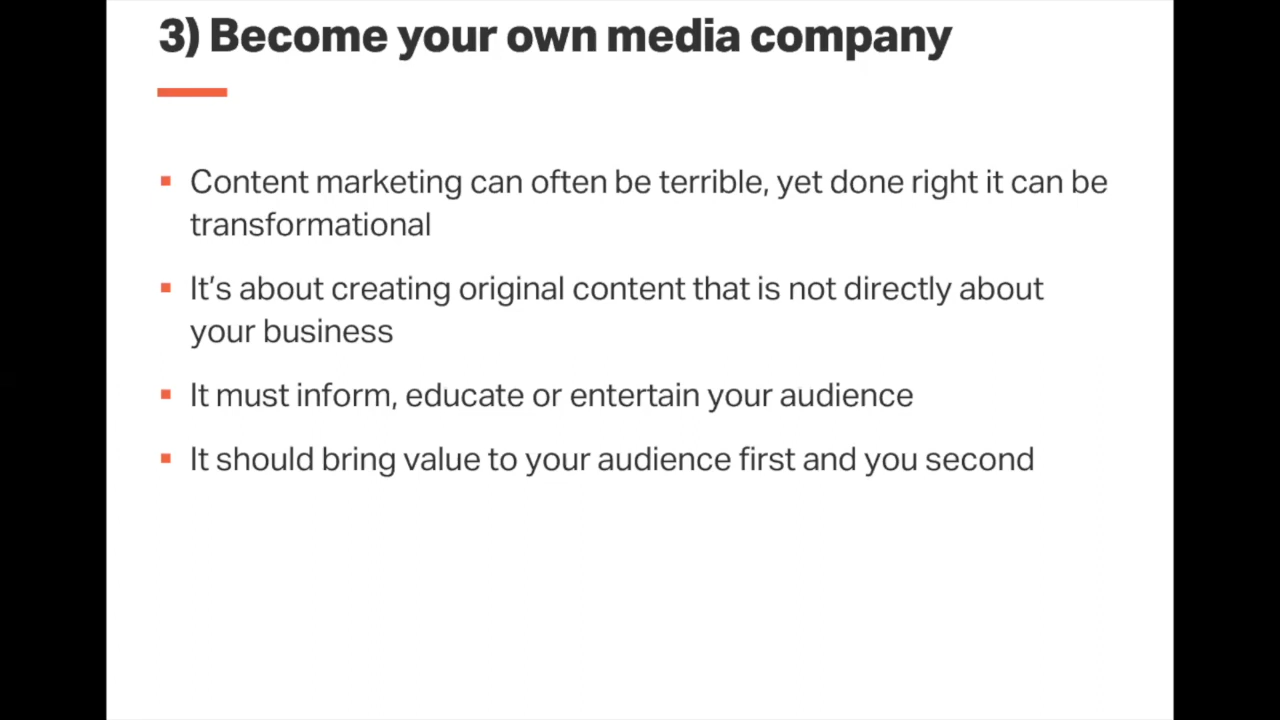 3) Become your own media company
Content marketing can often be terrible, yet done right it can be
transformational
It's about creating original content that is not directly about
your business
It must inform, educate or entertain your audience
It should bring value to your audience first and you second